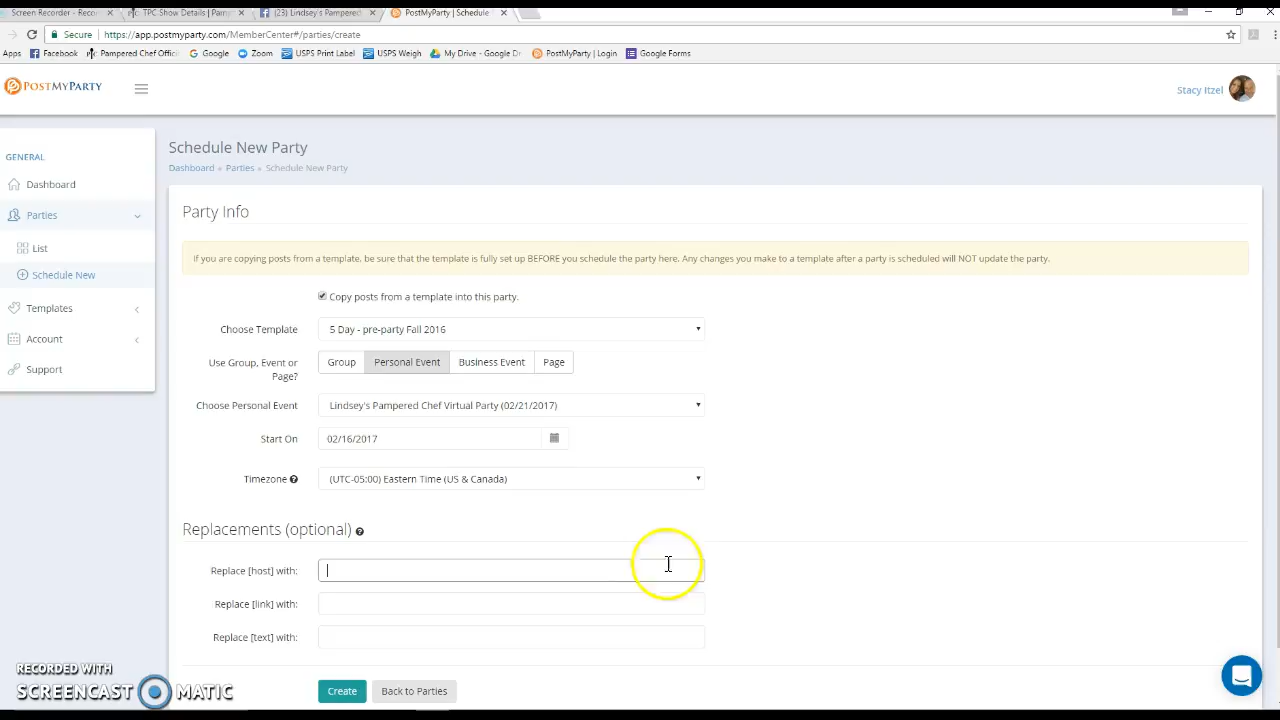 Screen Recorder - Reco
TPC Show Details | Pam
(23) Lindsey's Pampered
PostMyParty | Schedule
Secure
https://app.postmyparty.com/MemberCenter#/parties/create
Apps
Facebook
Pampered Chef Offici
Google
Zoom
USPS Print Label
USPS Weigh
My Drive - Google Dr
PostMyParty | Login
Google Forms
POSTMYPARTY
Stacy Itzel
GENERAL
Dashboard
Parties
List
Schedule New
Templates
Account
Support
Schedule New Party
Dashboard » Parties » Schedule New Party
Party Info
If you are copying posts from a template, be sure that the template is fully set up BEFORE you schedule the party here. Any changes you make to a template after a party is scheduled will NOT update the party.
Copy posts from a template into this party.
Choose Template
5 Day - pre-party Fall 2016
Use Group, Event or
Page?
Group
Personal Event
Business Event
Page
Choose Personal Event
Lindsey's Pampered Chef Virtual Party (02/21/2017)
Start On
02/16/2017
Timezone
(UTC-05:00) Eastern Time (US & Canada)
Replacements (optional)
Replace [host] with:
Replace [link] with:
Replace [text] with:
Create
Back to Parties
RECORDED WITH
SCREENCAST MATIC